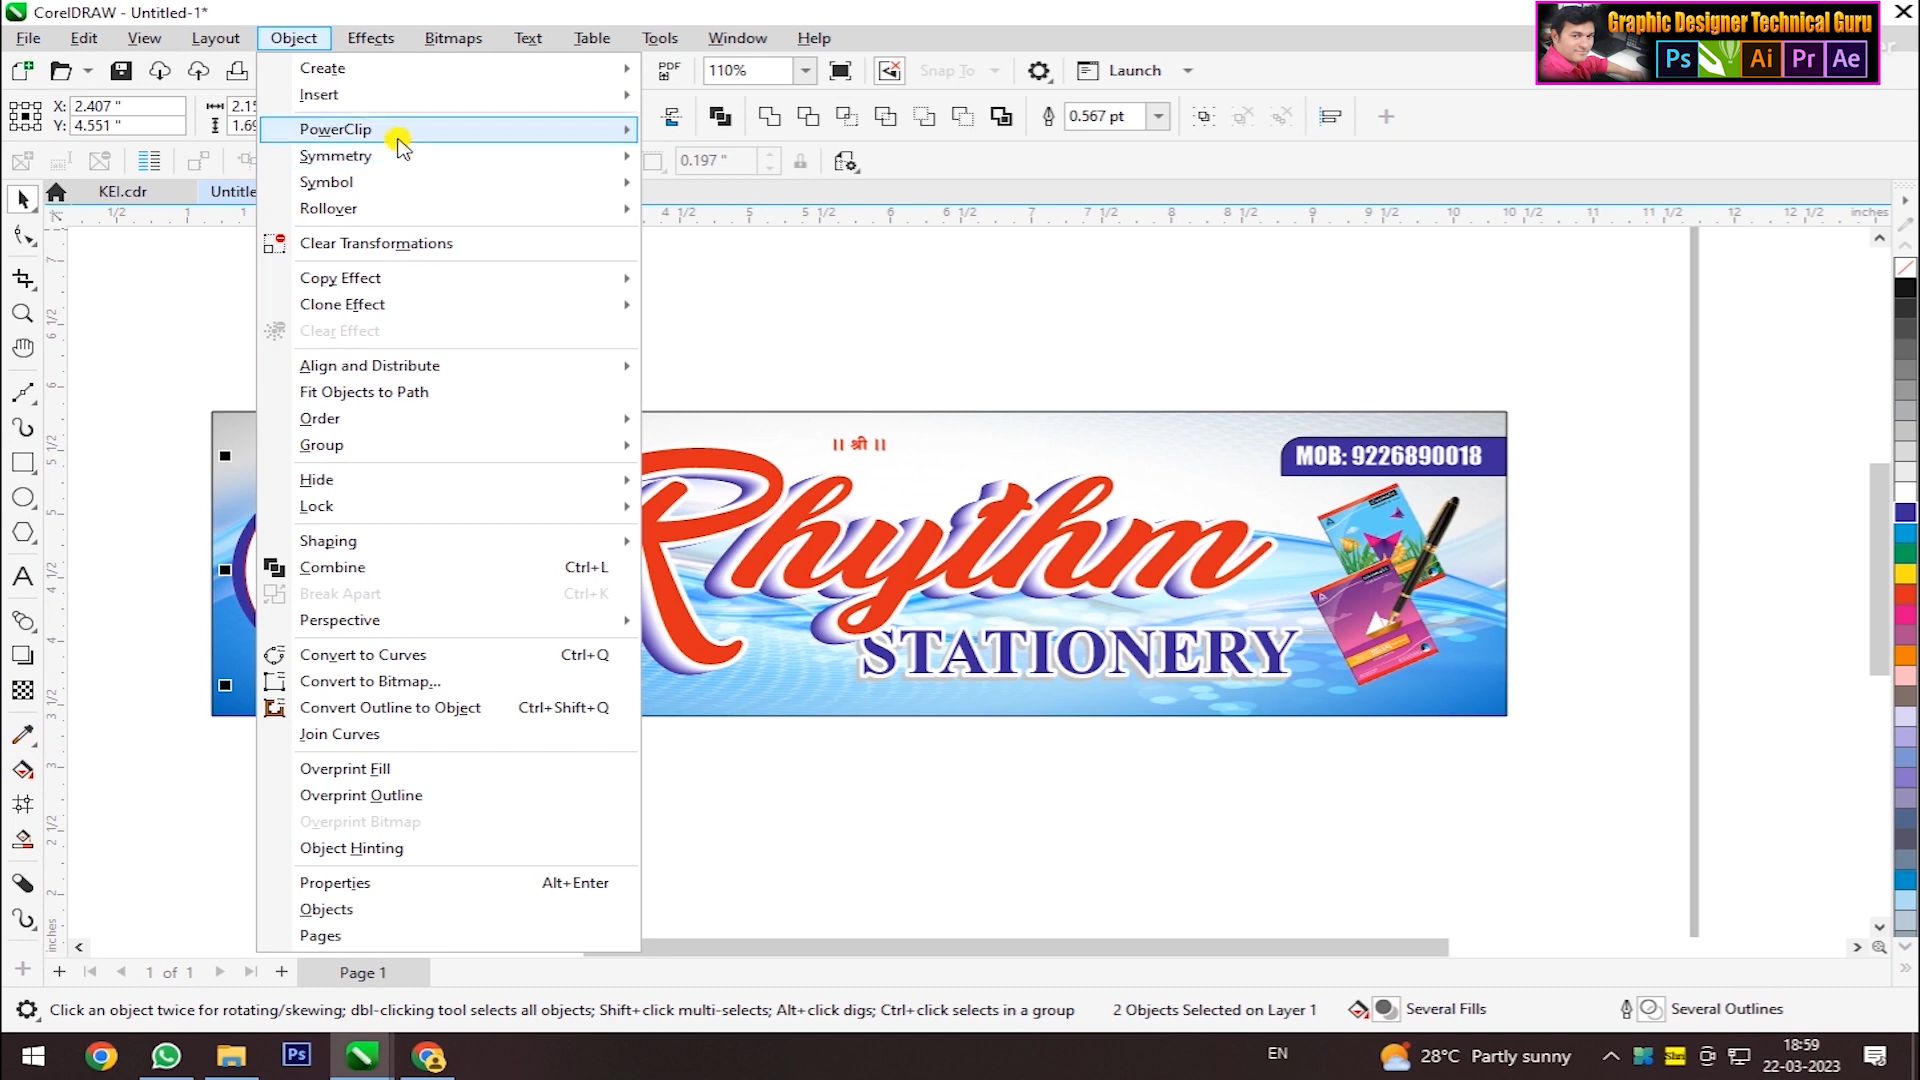 CorelDRAW - Untitled-1*
Graphic Designer Technical Guru
Ps Ai Pr Ae
File Edit View Layout Object Effects Bitmaps Text Table Tools Window Help
PDF 110% Snap To Launch
X: 2.407 "
Y: 4.551 "
0.567 pt
0.197 "
KEI.cdr
Create
Insert
PowerClip
Symmetry
Symbol
Rollover
Clear Transformations
Copy Effect
Clone Effect
Clear Effect
Align and Distribute
Fit Objects to Path
Order
Group
Hide
Lock
Shaping
Combine Ctrl+L
Break Apart Ctrl+K
Perspective
Convert to Curves Ctrl+Q
Convert to Bitmap...
Convert Outline to Object Ctrl+Shift+Q
Join Curves
Overprint Fill
Overprint Outline
Overprint Bitmap
Object Hinting
Properties Alt+Enter
Objects
Pages
1/2 1 1 4 1/2 5 5 1/2 6 6 1/2 7 7 1/2 8 8 1/2 9 9 1/2 10 10 1/2 11 11 1/2 12 12 1/2 inches
।। श्री ।।
MOB: 9226890018
Rhythm
STATIONERY
1 of 1 Page 1
Click an object twice for rotating/skewing; dbl-clicking tool selects all objects; Shift+click multi-selects; Alt+click digs; Ctrl+click selects in a group 2 Objects Selected on Layer 1 Several Fills Several Outlines
Ps EN 28°C Partly sunny 18:59
22-03-2023